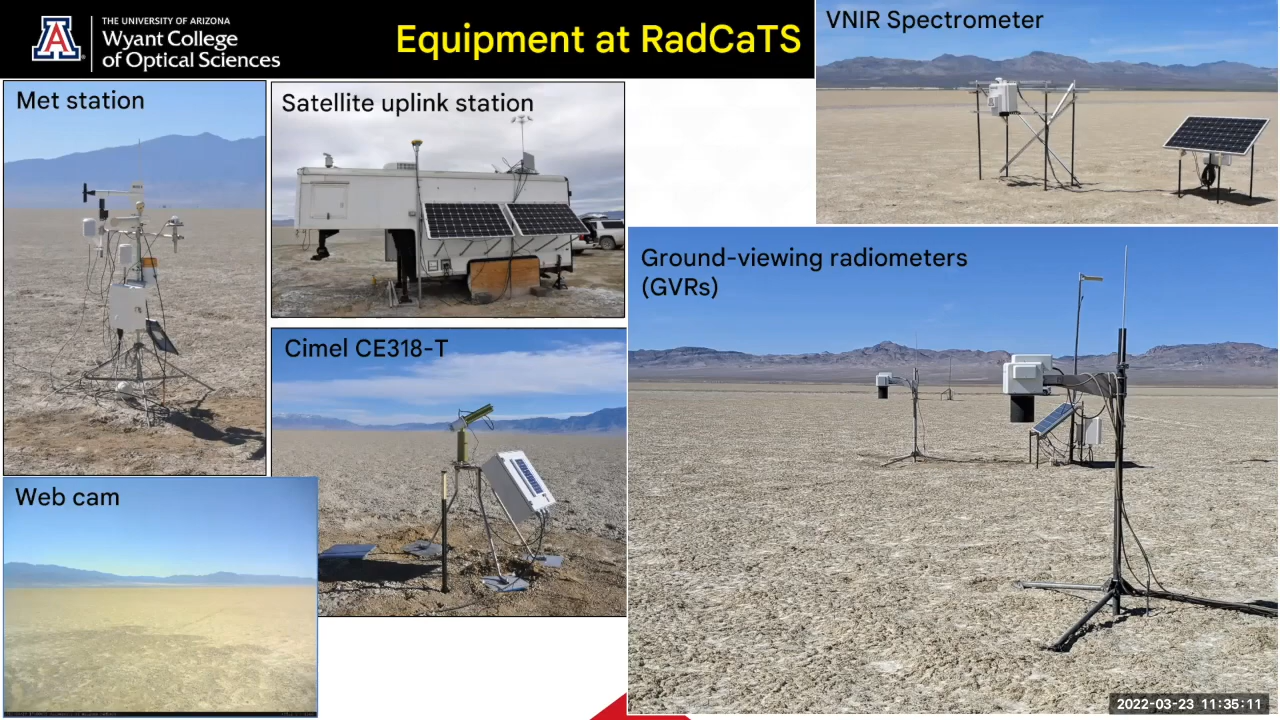 THE UNIVERSITY OF ARIZONA
Wyant College
of Optical Sciences
Equipment at RadCaTS
VNIR Spectrometer
Met station
Satellite uplink station
Ground-viewing radiometers
(GVRs)
Cimel CE318-T
Web cam
2022-03-23 11:35:11